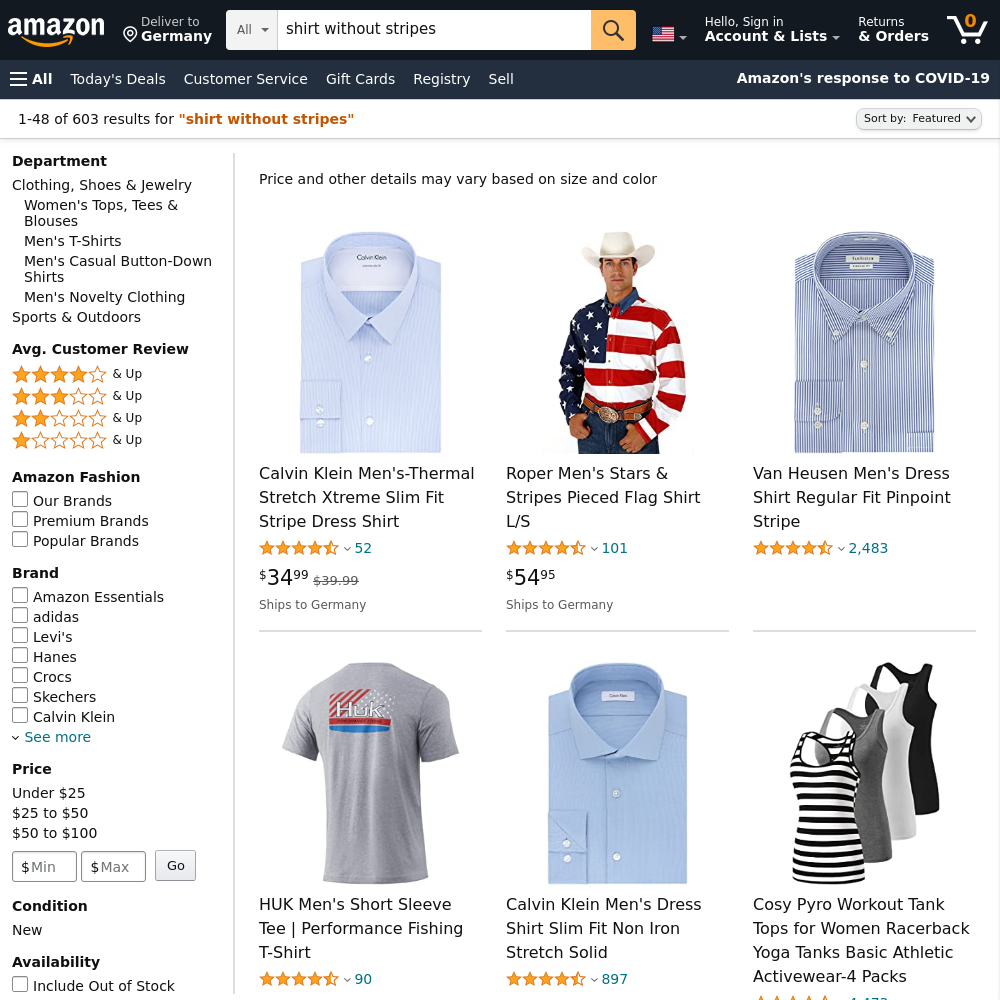 amazon
Deliver to
Germany
All
shirt without stripes
Hello, Sign in
Account & Lists
Returns
& Orders
0
All
Today's Deals
Customer Service
Gift Cards
Registry
Sell
Amazon's response to COVID-19
1-48 of 603 results for "shirt without stripes"
Sort by: Featured
Department
Clothing, Shoes & Jewelry
Women's Tops, Tees &
Blouses
Men's T-Shirts
Men's Casual Button-Down
Shirts
Men's Novelty Clothing
Sports & Outdoors
Avg. Customer Review
& Up
& Up
& Up
& Up
Amazon Fashion
Our Brands
Premium Brands
Popular Brands
Brand
Amazon Essentials
adidas
Levi's
Hanes
Crocs
Skechers
Calvin Klein
See more
Price
Under $25
$25 to $50
$50 to $100
$ Min
$ Max
Go
Condition
New
Availability
Include Out of Stock
Price and other details may vary based on size and color
Calvin Klein
Calvin Klein Men's-Thermal
Stretch Xtreme Slim Fit
Stripe Dress Shirt
52
$34 99 $39.99
Ships to Germany
Roper Men's Stars &
Stripes Pieced Flag Shirt
L/S
101
$54 95
Ships to Germany
Van Heusen Men's Dress
Shirt Regular Fit Pinpoint
Stripe
2,483
Huk
HUK Men's Short Sleeve
Tee | Performance Fishing
T-Shirt
90
Calvin Klein Men's Dress
Shirt Slim Fit Non Iron
Stretch Solid
897
Cosy Pyro Workout Tank
Tops for Women Racerback
Yoga Tanks Basic Athletic
Activewear-4 Packs